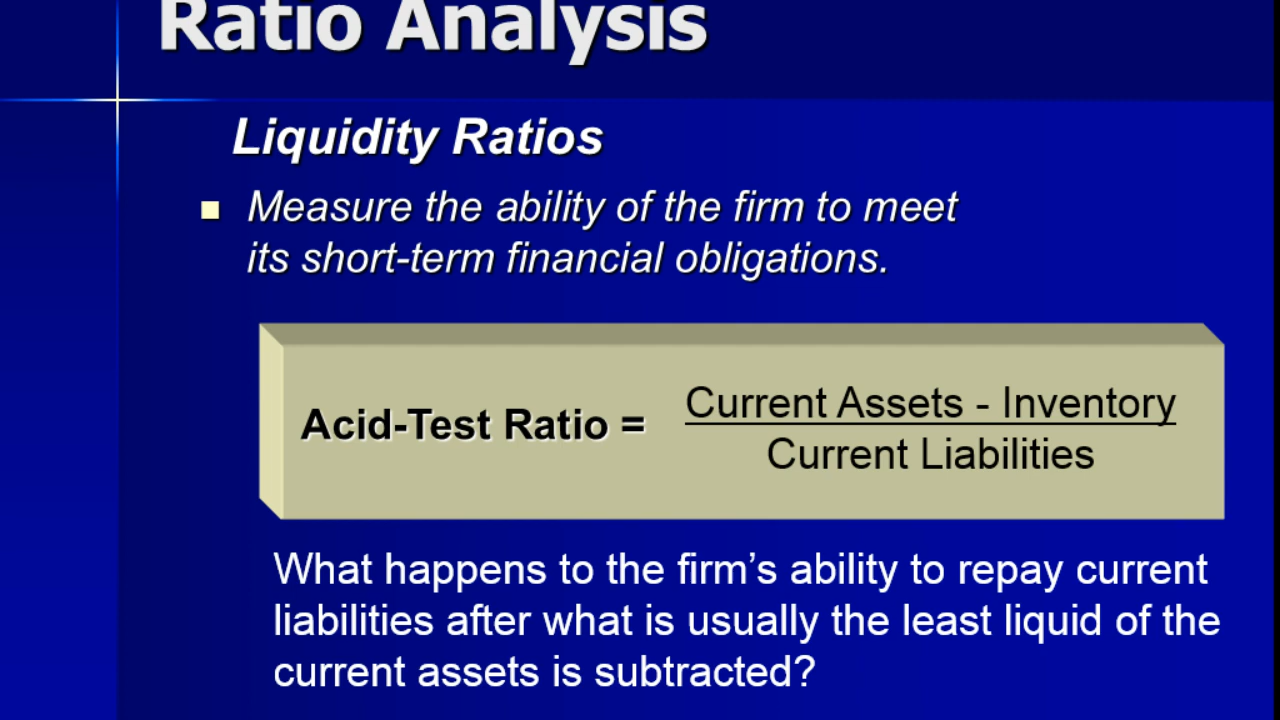 Ratio Analysis
Liquidity Ratios
Measure the ability of the firm to meet
its short-term financial obligations.
Acid-Test Ratio =
Current Assets - Inventory
Current Liabilities
What happens to the firm’s ability to repay current
liabilities after what is usually the least liquid of the
current assets is subtracted?